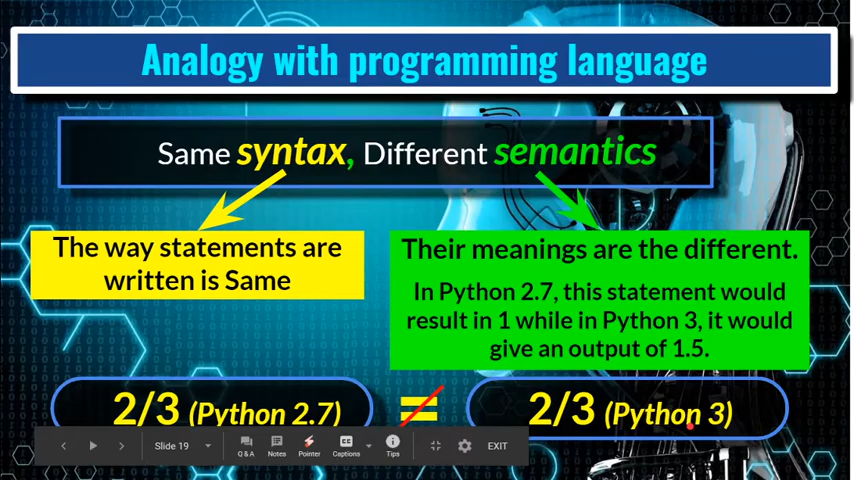 Analogy with programming language
Same syntax, Different semantics
The way statements are
written is Same
Their meanings are the different.
In Python 2.7, this statement would
result in 1 while in Python 3, it would
give an output of 1.5.
2/3 (Python 2.7)
=
2/3 (Python 3)
Slide 19
Q & A
Notes
Pointer
CC
Captions
Tips
EXIT